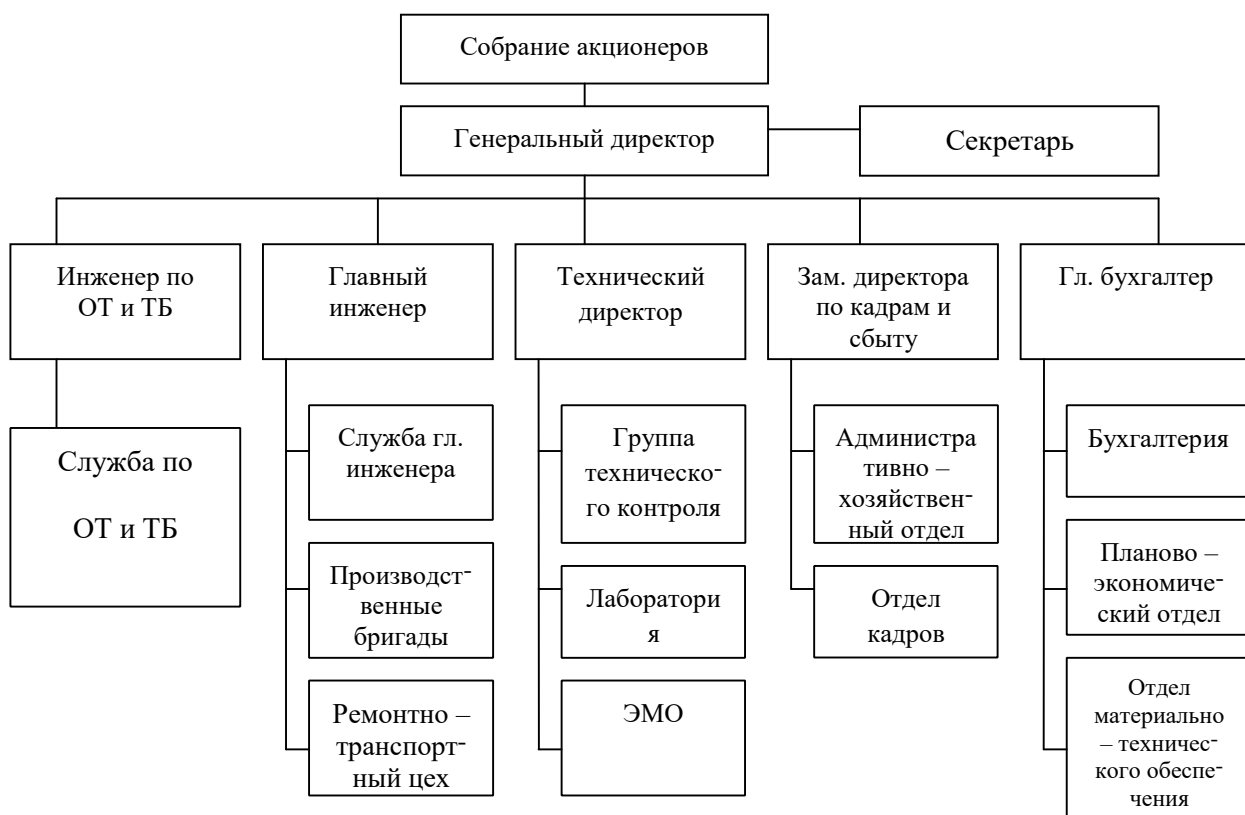 Собрание акционеров
Генеральный директор
Секретарь
Инженер по
ОТ и ТБ
Главный
инженер
Технический
директор
Зам. директора
по кадрам и
сбыту
Гл. бухгалтер
Служба по
ОТ и ТБ
Служба гл.
инженера
Производст-
венные
бригады
Ремонтно –
транспорт-
ный цех
Группа
техническо-
го контроля
Лаборатори
я
ЭМО
Администра
тивно –
хозяйствен-
ный отдел
Отдел
кадров
Бухгалтерия
Планово –
экономиче-
ский отдел
Отдел
материально
– техничес-
кого обеспе-
чения